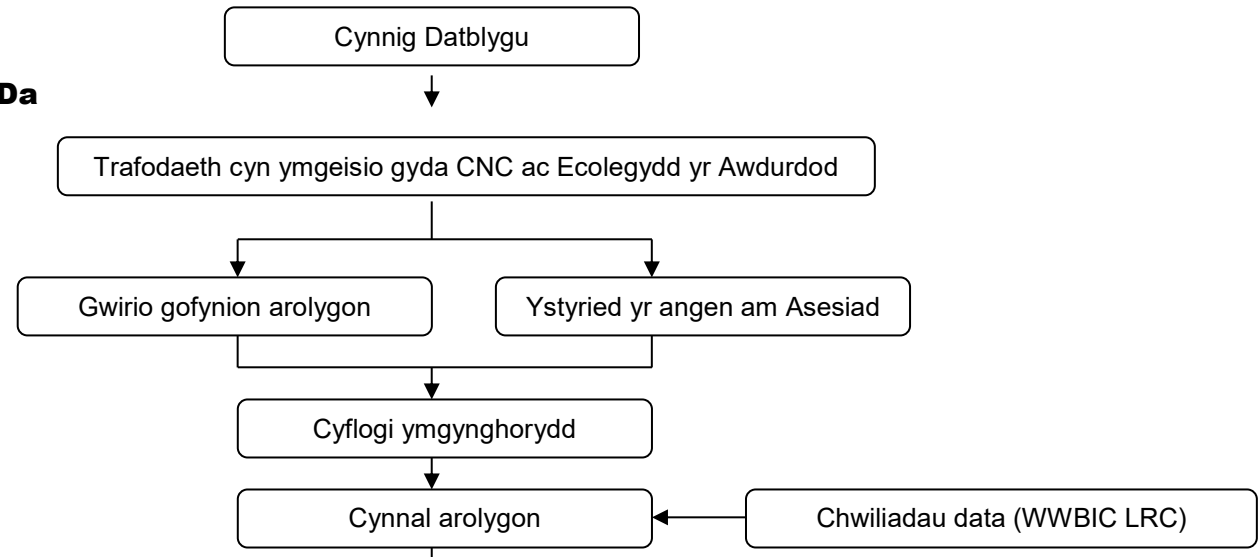 Cynnig Datblygu
Da
Trafodaeth cyn ymgeisio gyda CNC ac Ecolegydd yr Awdurdod
Gwirio gofynion arolygon
Ystyried yr angen am Asesiad
Cyflogi ymgynghorydd
Cynnal arolygon
Chwiliadau data (WWBIC LRC)